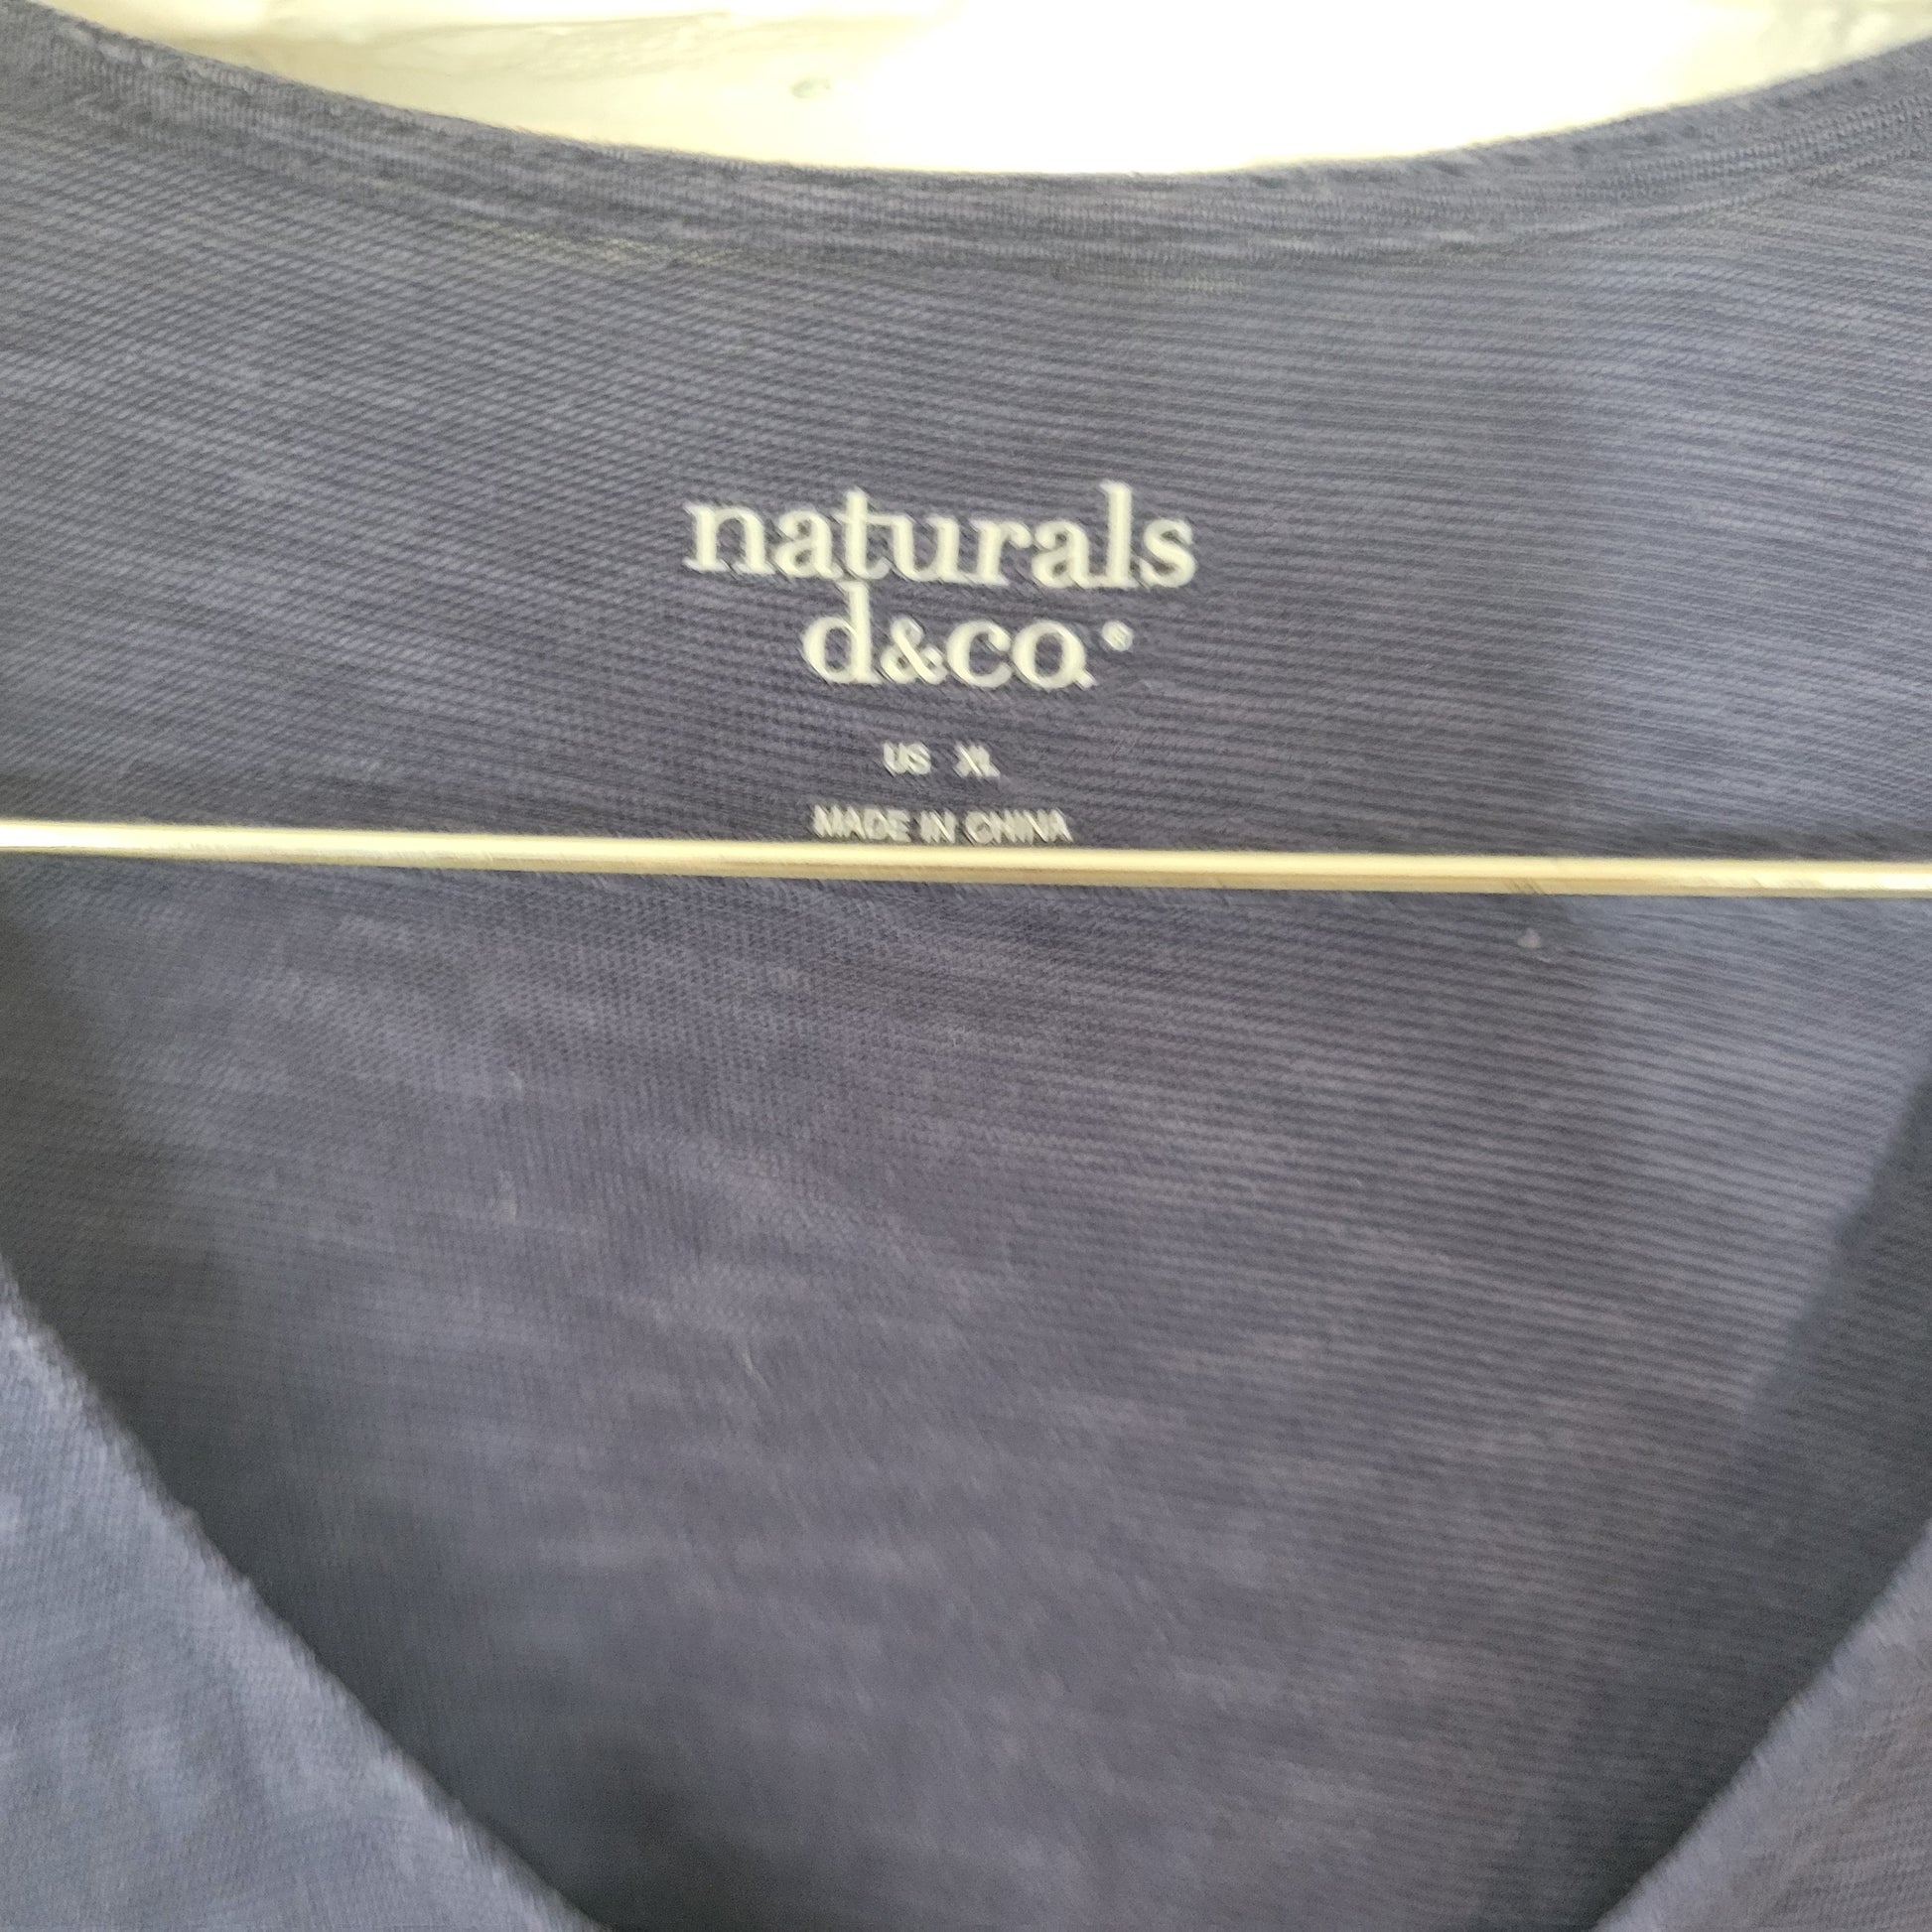 naturals
d&co.®
US XL
MADE IN CHINA